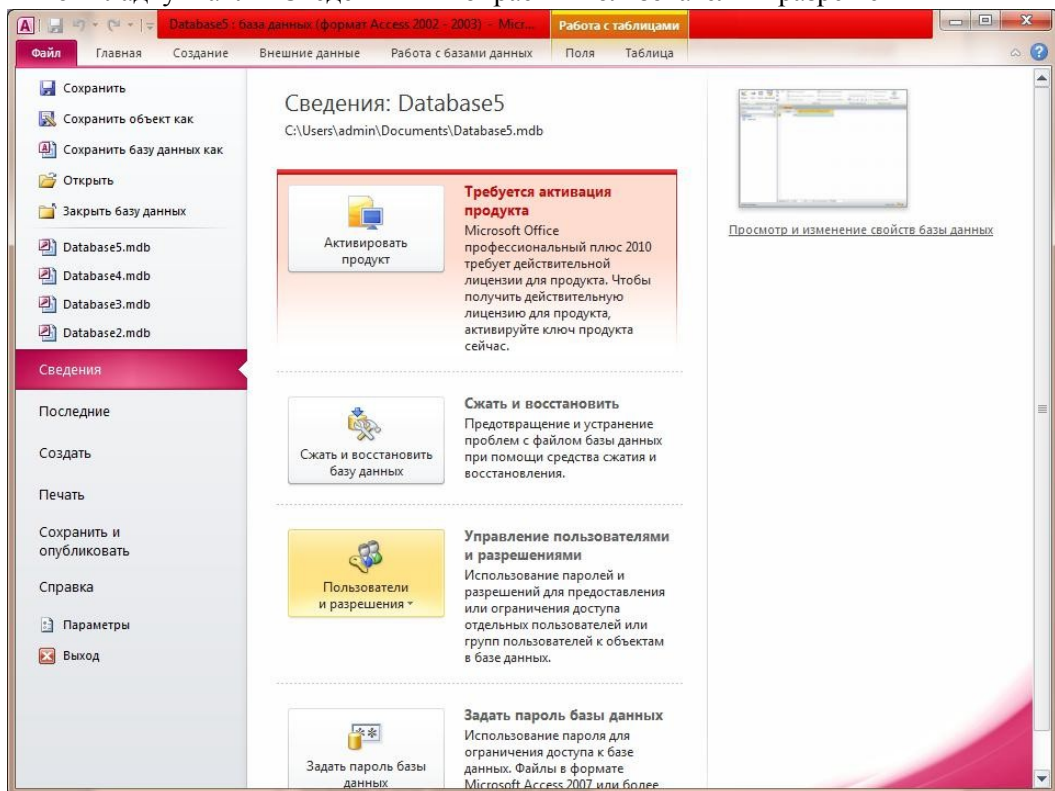 Database5 : база данных (формат Access 2002 - 2003) - Micr...
Работа с таблицами
Файл
Главная
Создание
Внешние данные
Работа с базами данных
Поля
Таблица
Сохранить
Сохранить объект как
Сохранить базу данных как
Открыть
Закрыть базу данных
Database5.mdb
Database4.mdb
Database3.mdb
Database2.mdb
Сведения
Последние
Создать
Печать
Сохранить и
опубликовать
Справка
Параметры
Выход
Сведения: Database5
C:\Users\admin\Documents\Database5.mdb
Активировать
продукт
Требуется активация
продукта
Microsoft Office
профессиональный плюс 2010
требует действительной
лицензии для продукта. Чтобы
получить действительную
лицензию для продукта,
активируйте ключ продукта
сейчас.
Сжать и восстановить
базу данных
Сжать и восстановить
Предотвращение и устранение
проблем с файлом базы данных
при помощи средства сжатия и
восстановления.
Пользователи
и разрешения
Управление пользователями
и разрешениями
Использование паролей и
разрешений для предоставления
или ограничения доступа
отдельных пользователей или
групп пользователей к объектам
в базе данных.
Задать пароль базы
данных
Задать пароль базы данных
Использование пароля для
ограничения доступа к базе
данных. Файлы в формате
Microsoft Access 2007 или более
Просмотр и изменение свойств базы данных